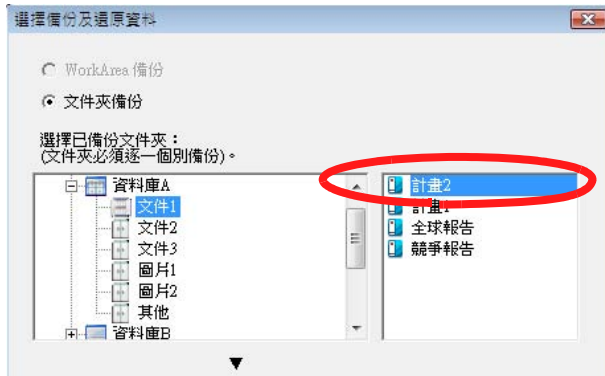 選擇備份及還原資料
WorkArea 備份
文件夾備份
選擇已備份文件夾：
(文件夾必須逐一個別備份)。
資料庫A
文件1
文件2
文件3
圖片1
圖片2
其他
資料庫B
計畫2
計畫1
全球報告
競爭報告